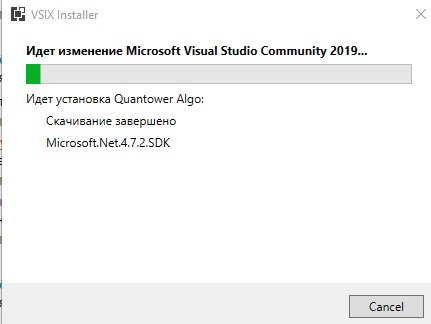 VSIX Installer
Идет изменение Microsoft Visual Studio Community 2019...
Идет установка Quantower Algo:
Скачивание завершено
Microsoft.Net.4.7.2.SDK
Cancel